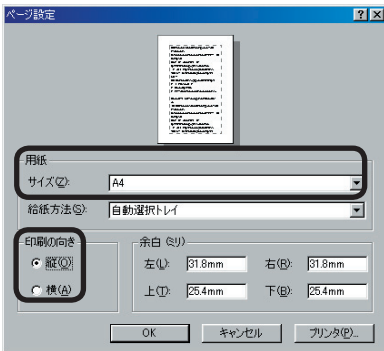 ページ設定
用紙
サイズ(Z): A4
給紙方法(S): 自動選択トレイ
印刷の向き
縦(O)
横(A)
余白 (ミリ)
左(L): 31.8mm 右(R): 31.8mm
上(T): 25.4mm 下(B): 25.4mm
OK キャンセル プリンタ(P)...